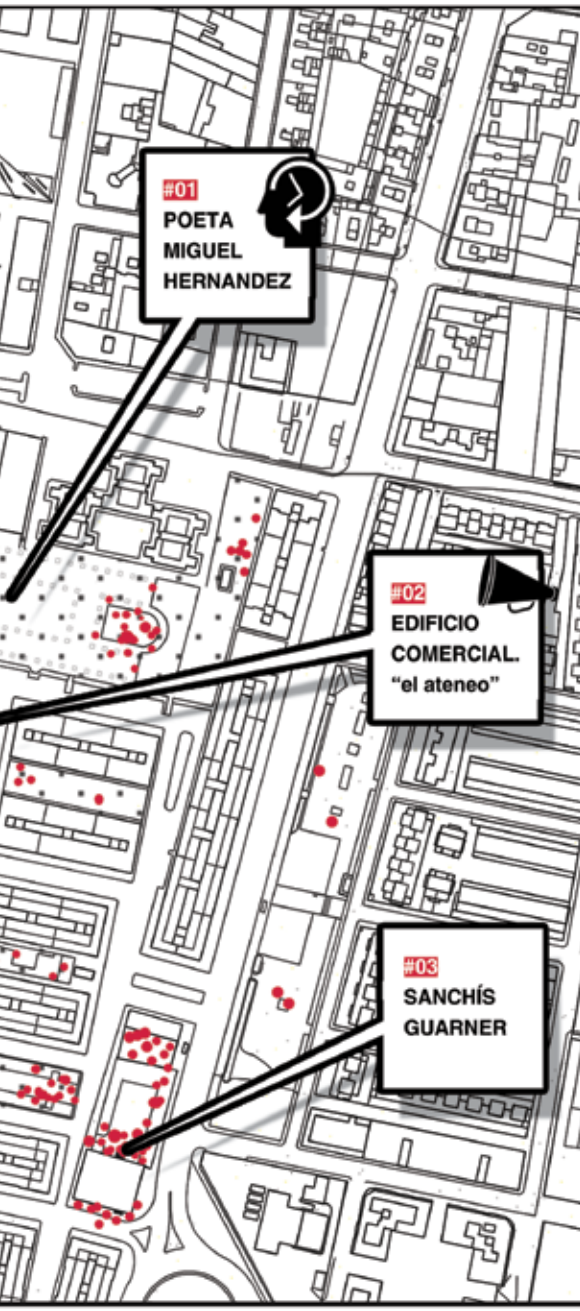 #01
POETA
MIGUEL
HERNANDEZ
#02
EDIFICIO
COMERCIAL.
“el ateneo”
#03
SANCHÍS
GUARNER